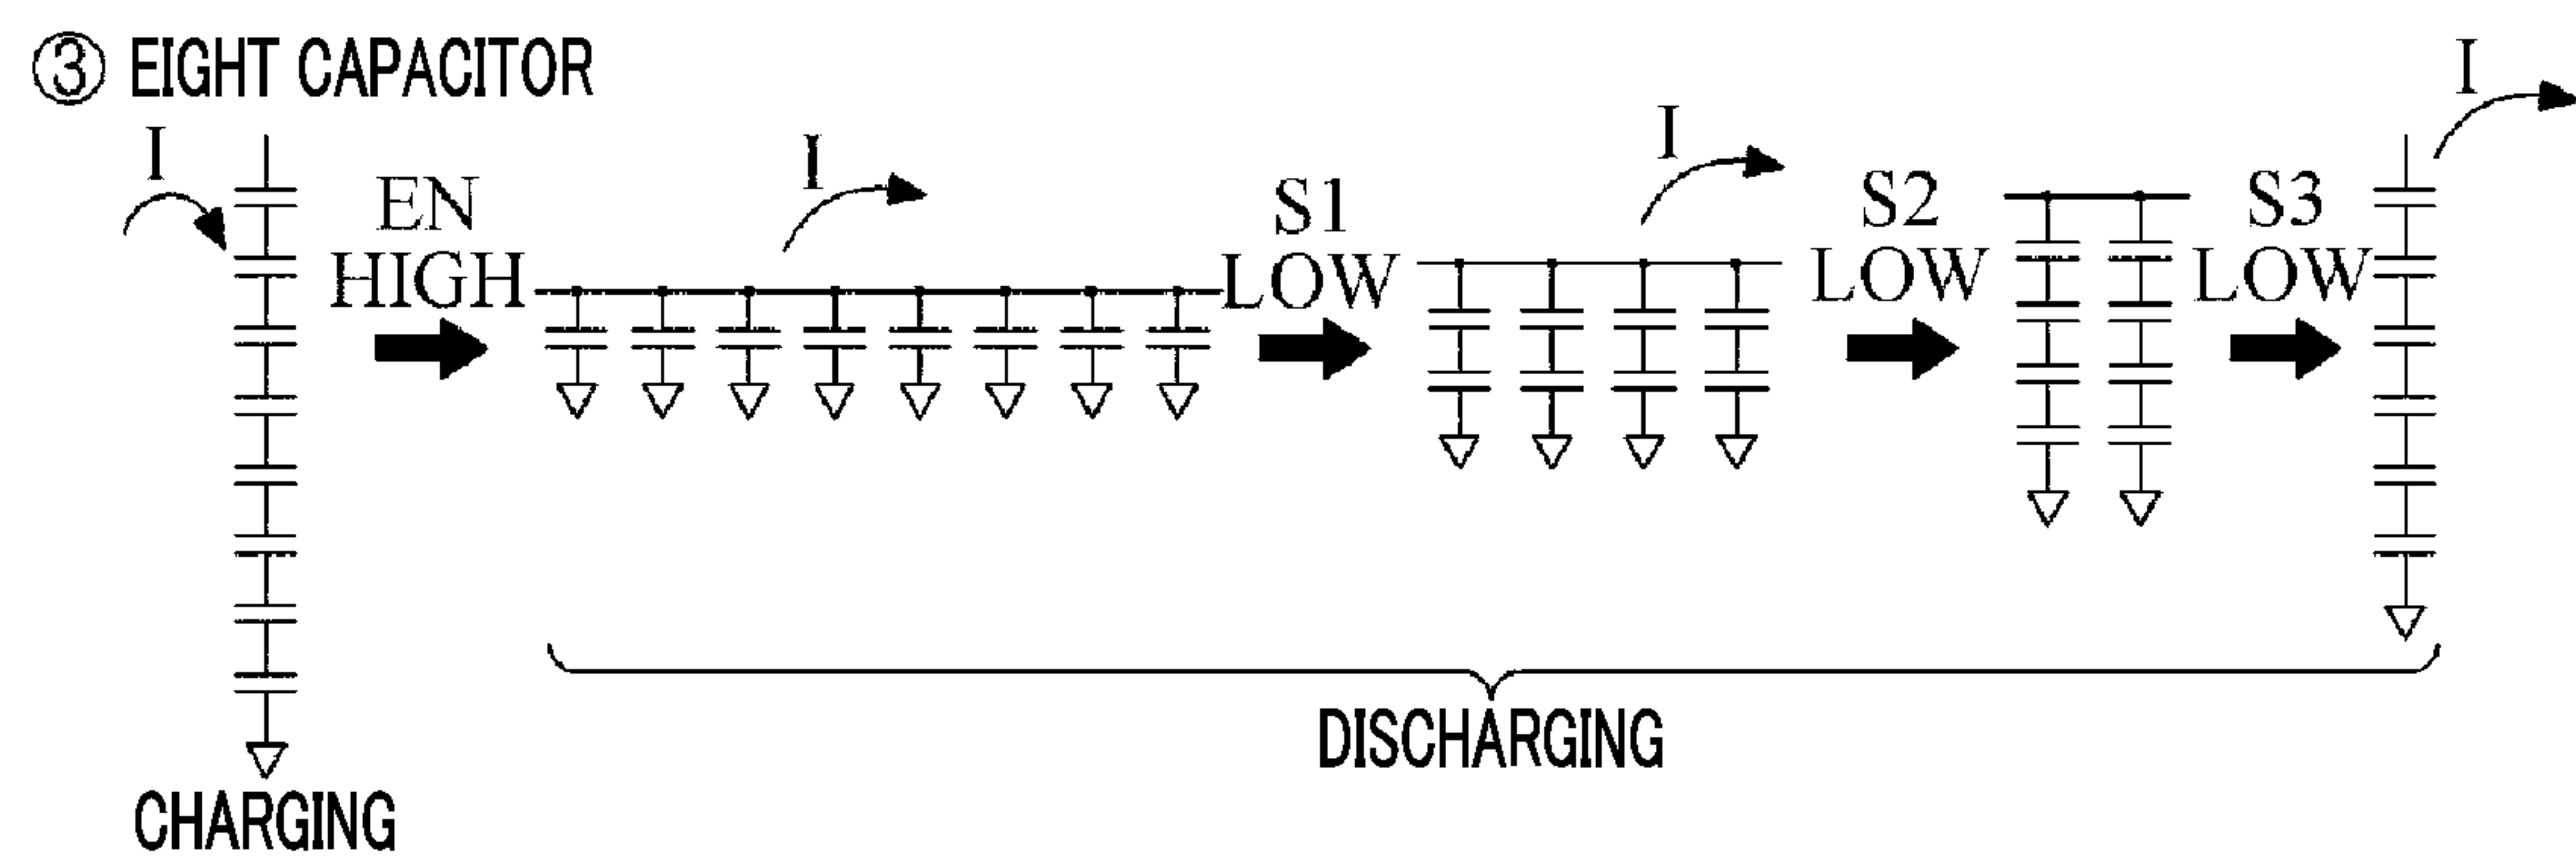 ③ EIGHT CAPACITOR
I
EN
HIGH
I
S1
LOW
I
S2
LOW
S3
LOW
I
DISCHARGING
CHARGING